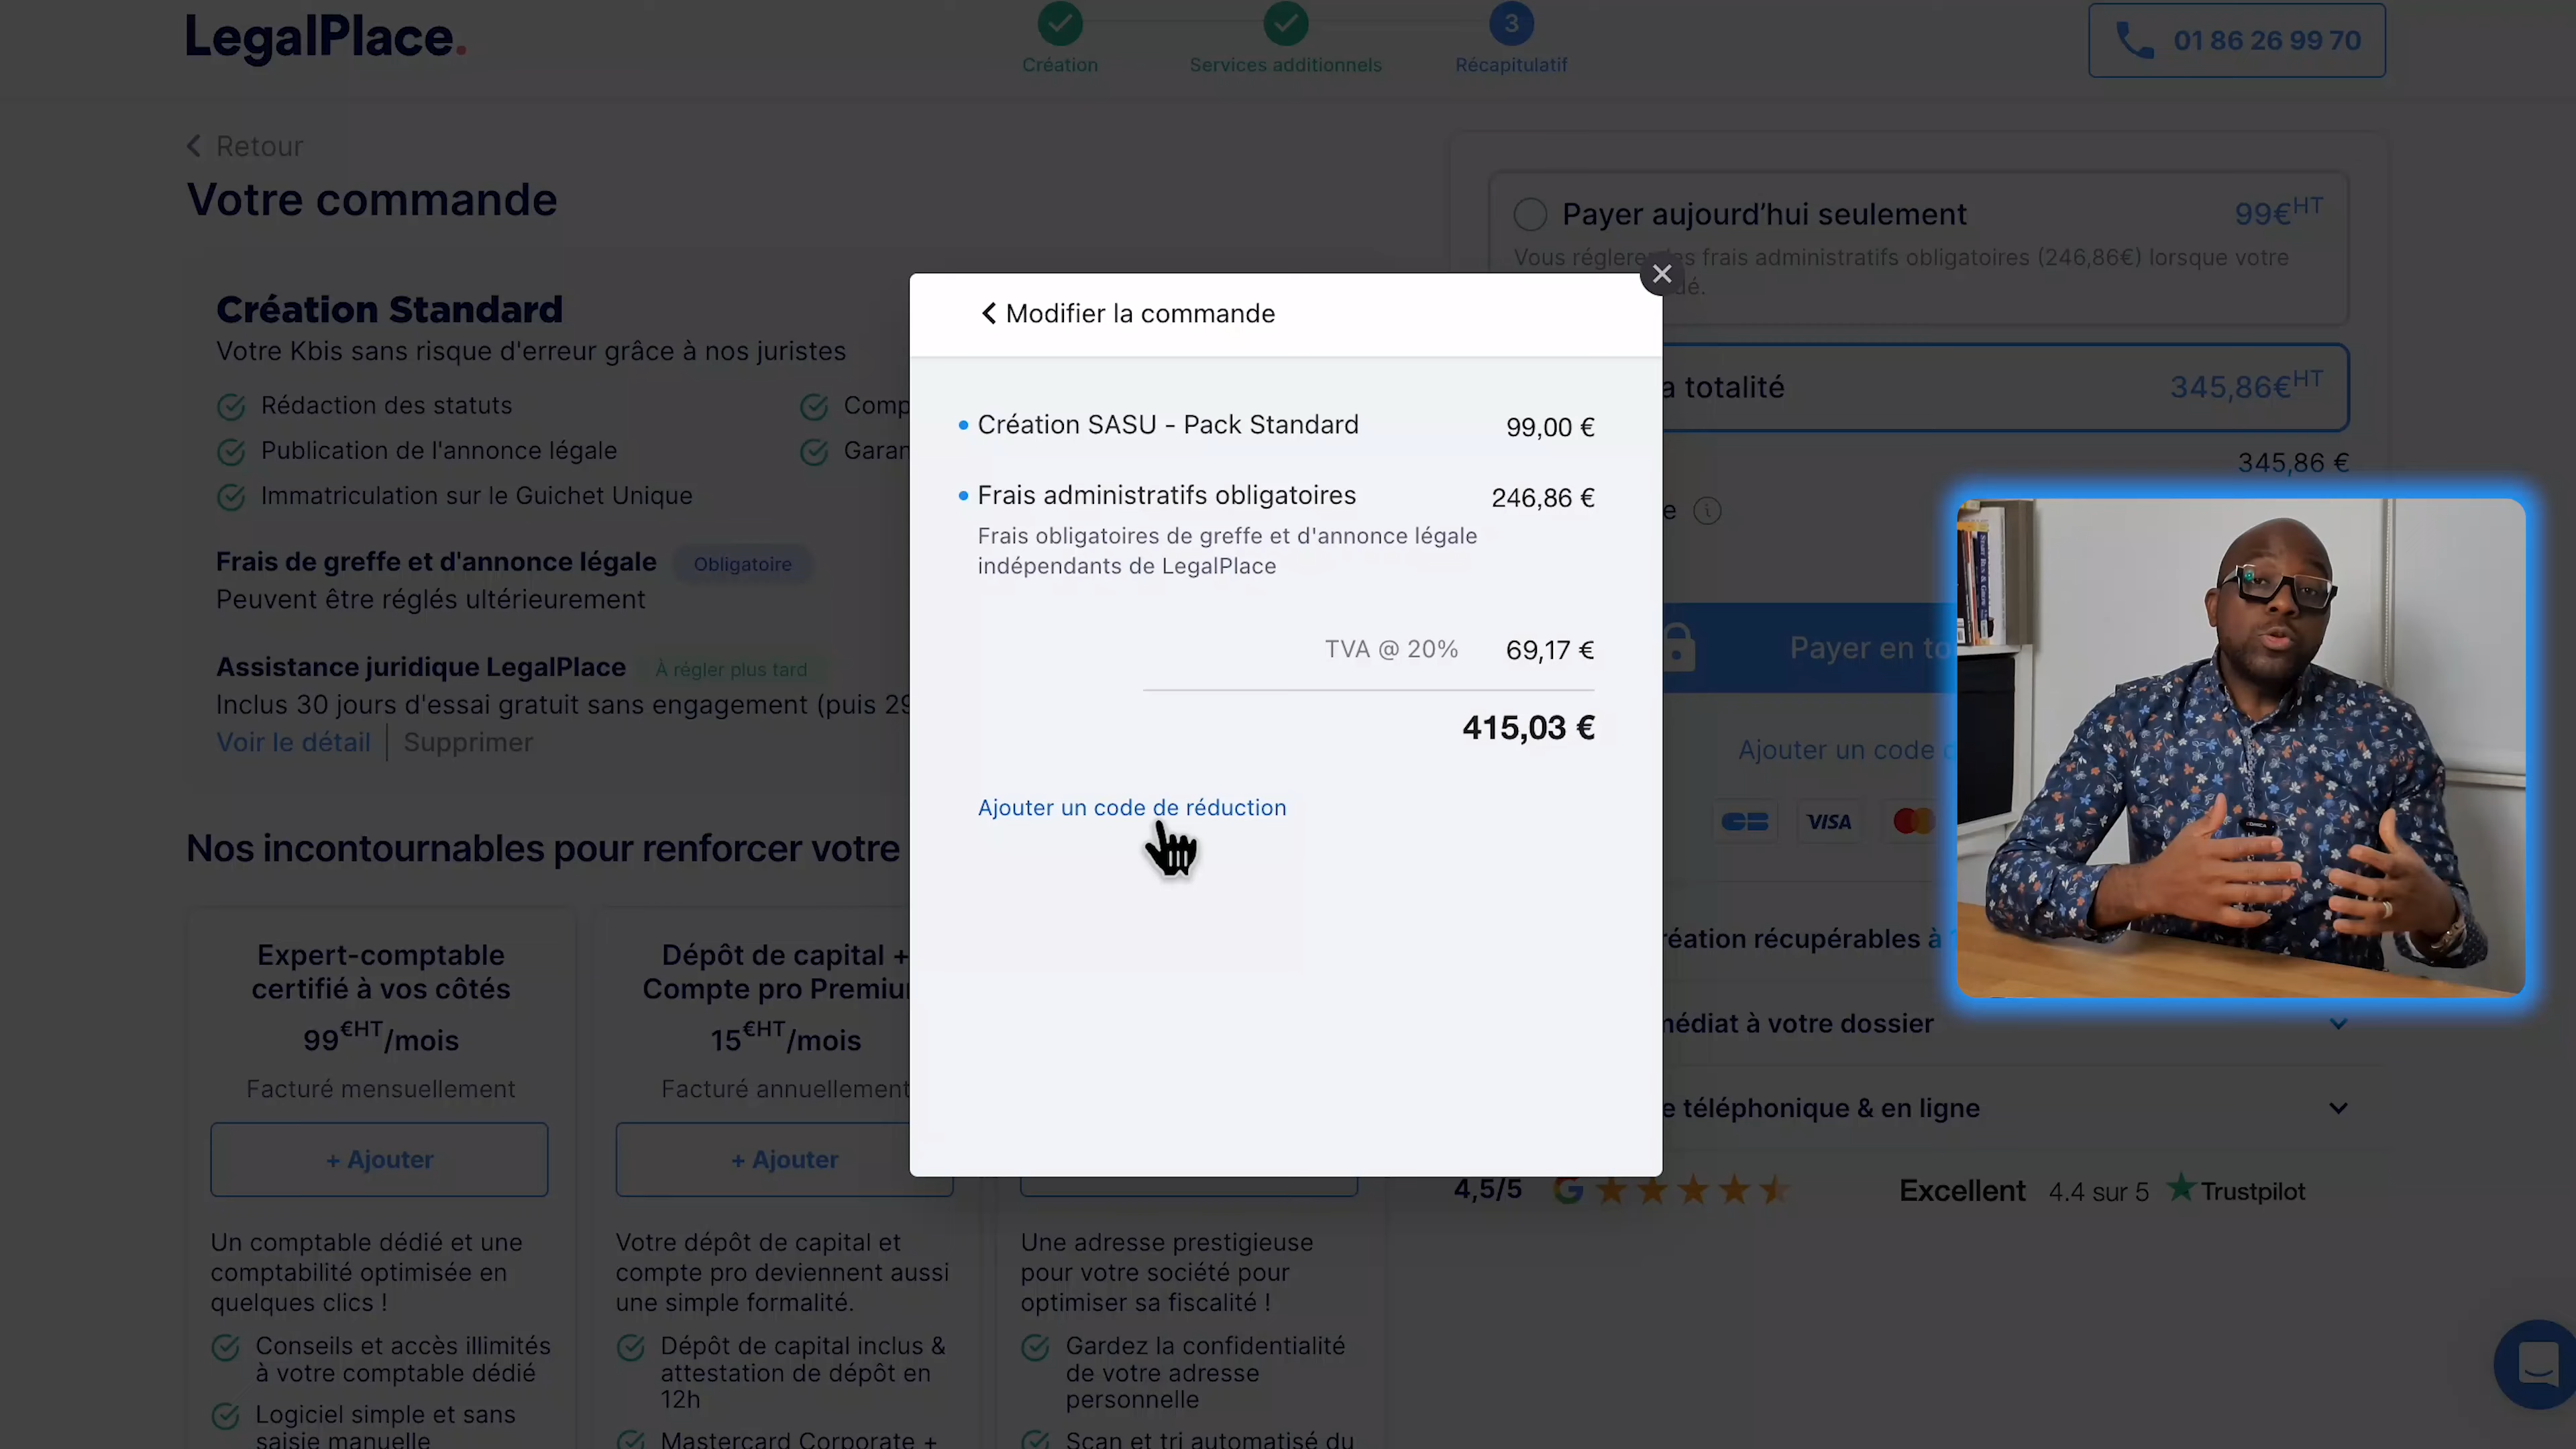 LegalPlace.
Création
Services additionnels
3
Récapitulatif
01 86 26 99 70
Retour
Votre commande
Création Standard
Votre Kbis sans risque d'erreur grâce à nos juristes
Rédaction des statuts
Comp
Publication de l'annonce légale
Garan
Immatriculation sur le Guichet Unique
Frais de greffe et d'annonce légale
Obligatoire
Peuvent être réglés ultérieurement
Assistance juridique LegalPlace
À régler plus tard
Inclus 30 jours d'essai gratuit sans engagement (puis 29
Voir le détail
Supprimer
Nos incontournables pour renforcer votre
Expert-comptable
certifié à vos côtés
99€HT/mois
Facturé mensuellement
+ Ajouter
Un comptable dédié et une
comptabilité optimisée en
quelques clics !
Conseils et accès illimités
à votre comptable dédié
Logiciel simple et sans
saisie manuelle
Dépôt de capital +
Compte pro Premium
15€HT/mois
Facturé annuellement
+ Ajouter
Votre dépôt de capital et
compte pro deviennent aussi
une simple formalité.
Dépôt de capital inclus &
attestation de dépôt en
12h
Mastercard Corporate +
Une adresse prestigieuse
pour votre société pour
optimiser sa fiscalité !
Gardez la confidentialité
de votre adresse
personnelle
Scan et tri automatisé du
Modifier la commande
Création SASU - Pack Standard
99,00 €
Frais administratifs obligatoires
246,86 €
Frais obligatoires de greffe et d'annonce légale
indépendants de LegalPlace
TVA @ 20%
69,17 €
415,03 €
Ajouter un code de réduction
Payer aujourd'hui seulement
99€HT
Vous réglerez les frais administratifs obligatoires (246,86€) lorsque votre
dé.
a totalité
345,86€HT
345,86 €
e
Payer en to
Ajouter un code
CB
VISA
réation récupérables à
médiat à votre dossier
e téléphonique & en ligne
4,5/5
G
Excellent
4.4 sur 5
Trustpilot